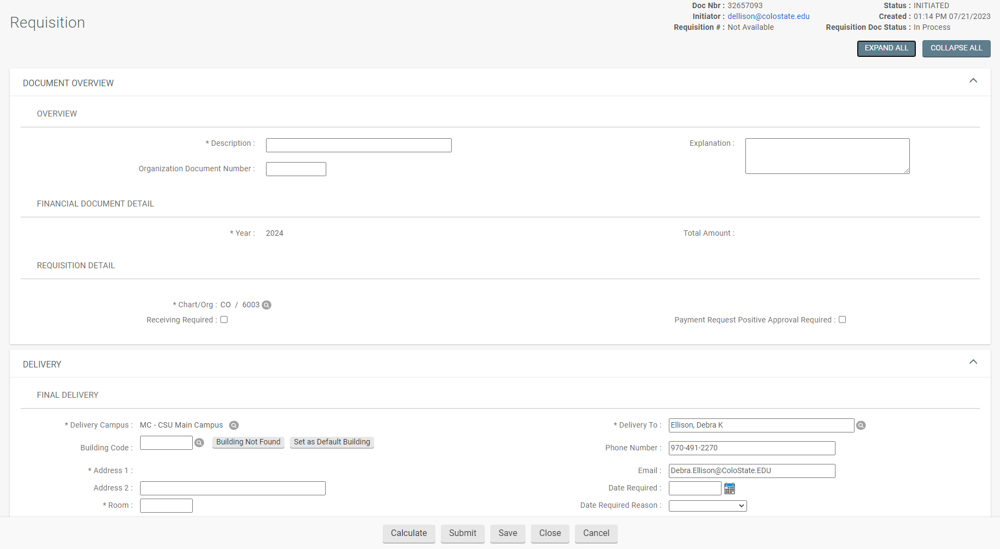 Requisition
Doc Nbr : 32657093 Status : INITIATED
Initiator : dellison@colostate.edu Created : 01:14 PM 07/21/2023
Requisition # : Not Available Requisition Doc Status : In Process
EXPAND ALL COLLAPSE ALL
DOCUMENT OVERVIEW
OVERVIEW
* Description : Explanation :
Organization Document Number :
FINANCIAL DOCUMENT DETAIL
* Year : 2024 Total Amount :
REQUISITION DETAIL
* Chart/Org : CO / 6003
Receiving Required : Payment Request Positive Approval Required :
DELIVERY
FINAL DELIVERY
* Delivery Campus : MC - CSU Main Campus * Delivery To : Ellison, Debra K
Building Code : Building Not Found Set as Default Building Phone Number : 970-491-2270
* Address 1 : Email : Debra.Ellison@ColoState.EDU
Address 2 : Date Required :
* Room : Date Required Reason :
Calculate Submit Save Close Cancel